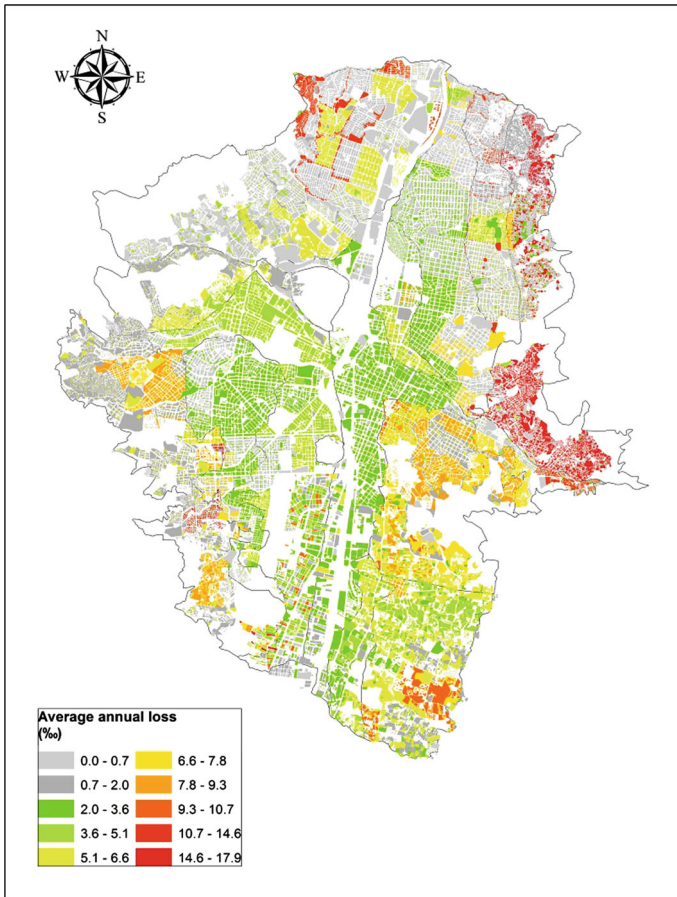 N
W E
S
Average annual loss
(‰)
0.0 - 0.7 6.6 - 7.8
0.7 - 2.0 7.8 - 9.3
2.0 - 3.6 9.3 - 10.7
3.6 - 5.1 10.7 - 14.6
5.1 - 6.6 14.6 - 17.9